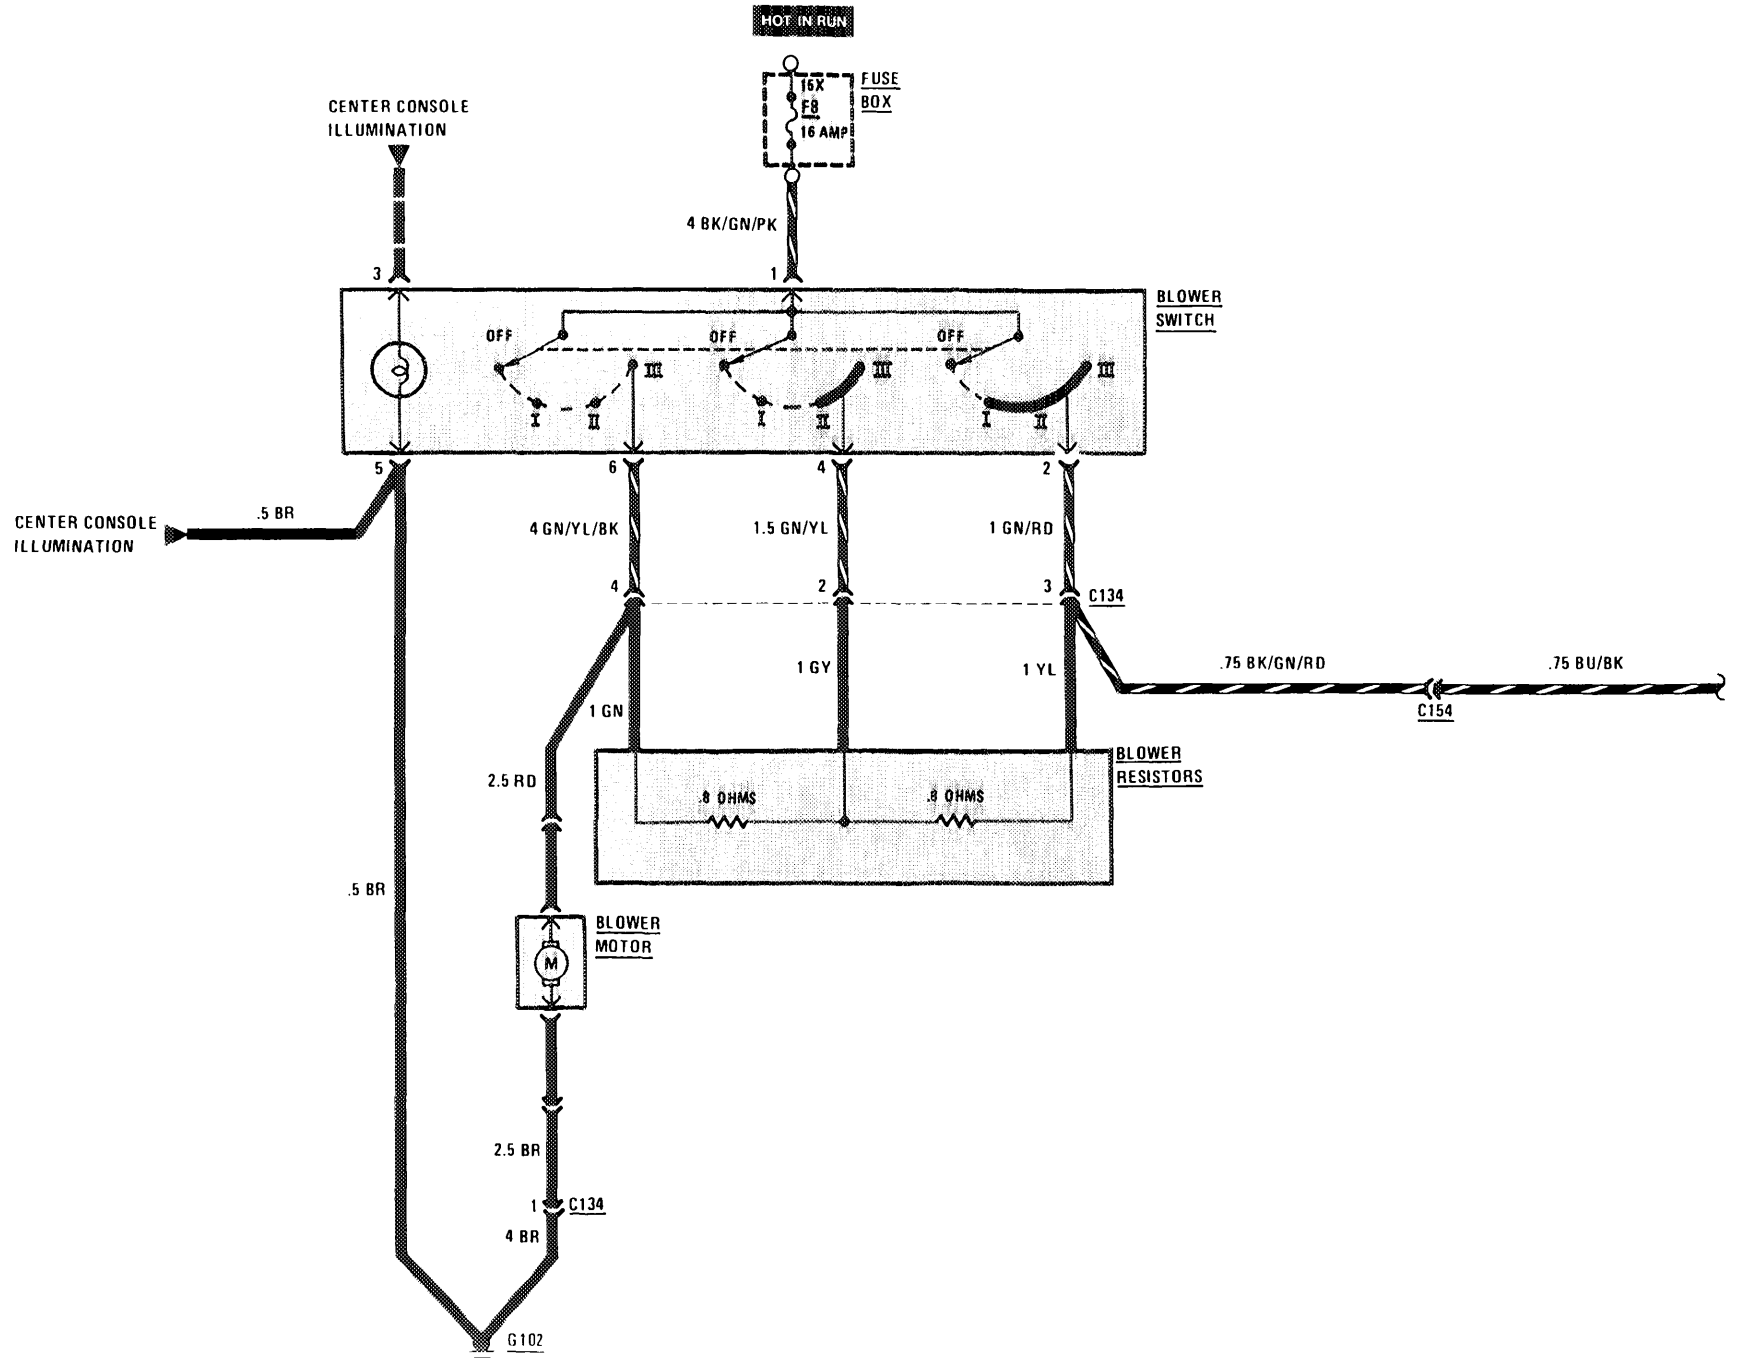 HOT IN RUN
15X
F8
16 AMP
FUSE
BOX
CENTER CONSOLE
ILLUMINATION
4 BK/GN/PK
3
1
BLOWER
SWITCH
OFF
OFF
OFF
III
III
III
I
II
I
II
I
II
5
6
4
2
CENTER CONSOLE
ILLUMINATION
.5 BR
4 GN/YL/BK
1.5 GN/YL
1 GN/RD
4
2
3
C134
1 GN
1 GY
1 YL
.75 BK/GN/RD
.75 BU/BK
C154
2.5 RD
BLOWER
RESISTORS
.8 OHMS
.8 OHMS
.5 BR
BLOWER
MOTOR
M
2.5 BR
1
C134
4 BR
G102